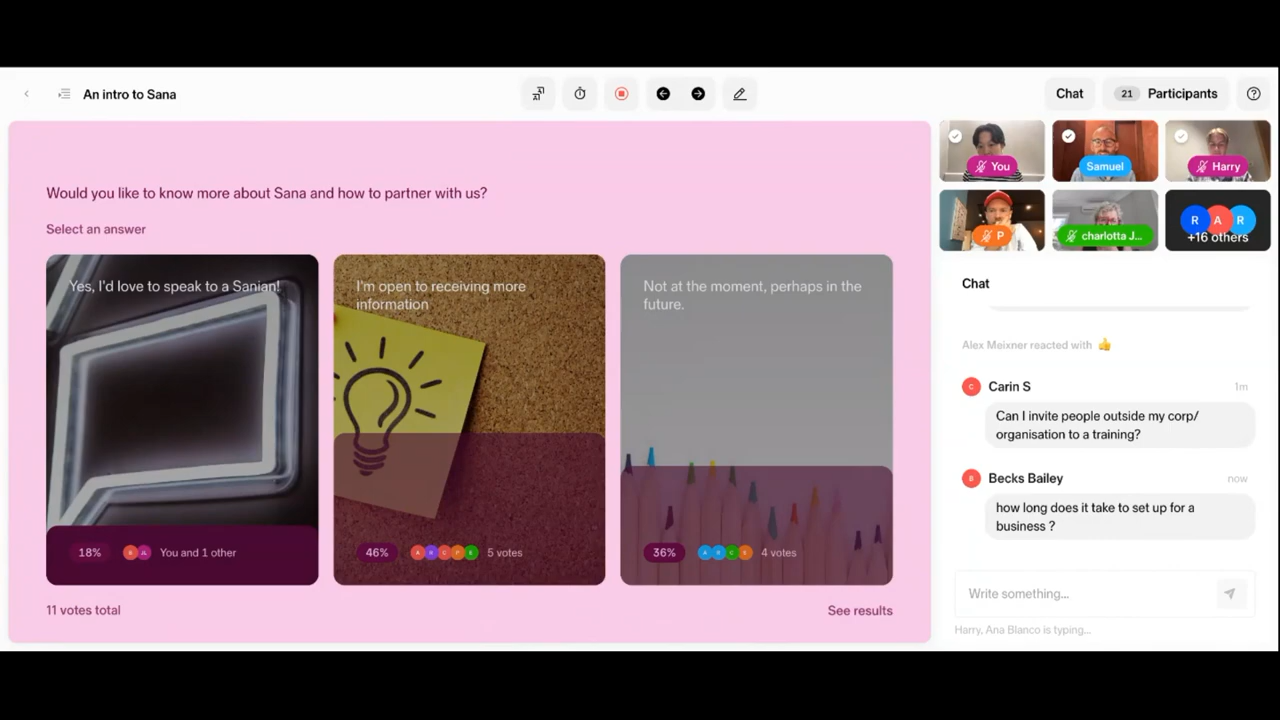 An intro to Sana
Chat
21 Participants
Would you like to know more about Sana and how to partner with us?
Select an answer
Yes, I'd love to speak to a Sanian!
18%
You and 1 other
I'm open to receiving more
information
46%
A R C P E
5 votes
Not at the moment, perhaps in the
future.
36%
4 votes
11 votes total
See results
You
Samuel
Harry
P
charlotta J...
R A R
+16 others
Chat
Alex Meixner reacted with 👍
C
Carin S
1m
Can I invite people outside my corp/
organisation to a training?
B
Becks Bailey
now
how long does it take to set up for a
business ?
Write something...
Harry, Ana Blanco is typing...